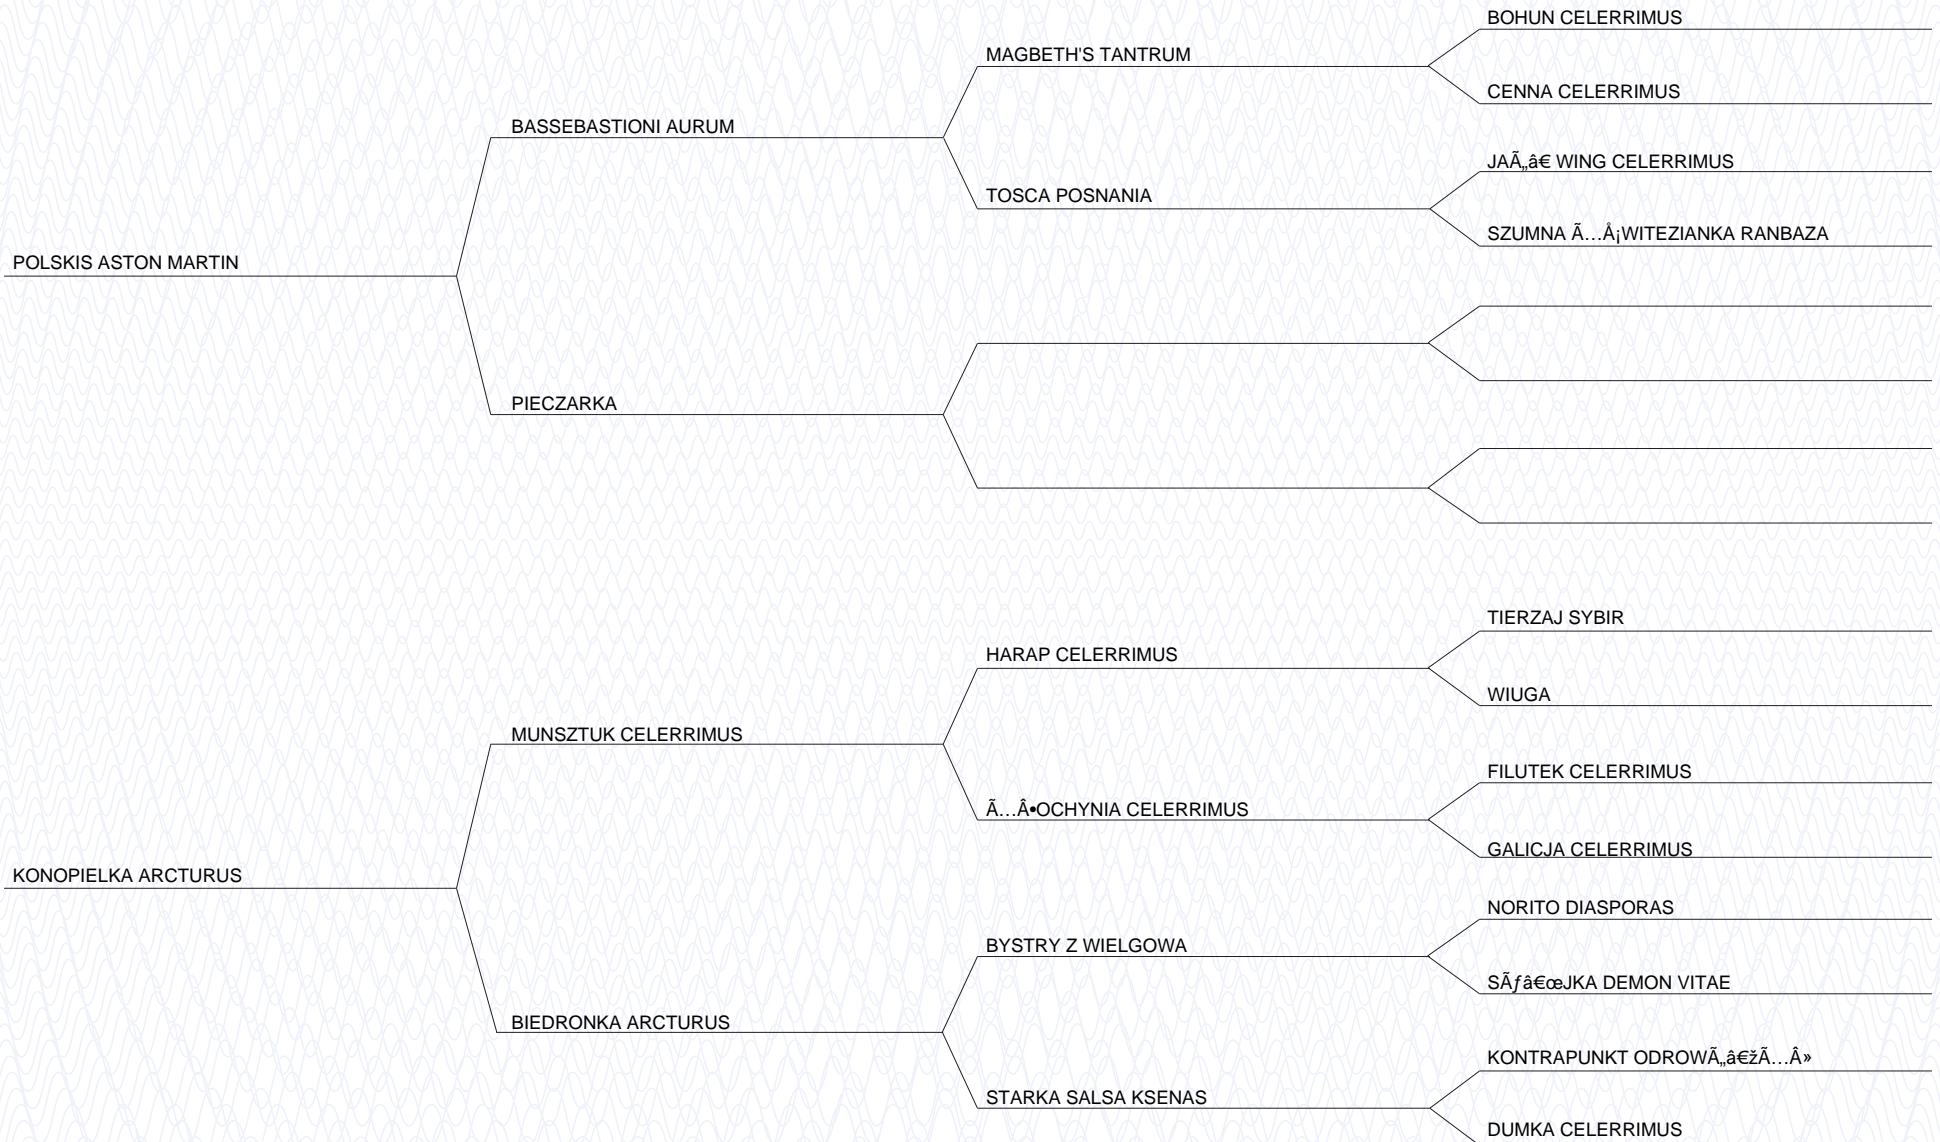 BOHUN CELERRIMUS
MAGBETH'S TANTRUM
CENNA CELERRIMUS
BASSEBASTIONI AURUM
JAÃ„â€ WING CELERRIMUS
TOSCA POSNANIA
SZUMNA Ã…Å¡WITEZIANKA RANBAZA
POLSKIS ASTON MARTIN
PIECZARKA
TIERZAJ SYBIR
HARAP CELERRIMUS
WIUGA
MUNSZTUK CELERRIMUS
FILUTEK CELERRIMUS
Ã…Â•OCHYNIA CELERRIMUS
GALICJA CELERRIMUS
KONOPIELKA ARCTURUS
NORITO DIASPORAS
BYSTRY Z WIELGOWA
SÃƒâ€œJKA DEMON VITAE
BIEDRONKA ARCTURUS
KONTRAPUNKT ODROWÃ„â€žÃ…Â»
STARKA SALSA KSENAS
DUMKA CELERRIMUS